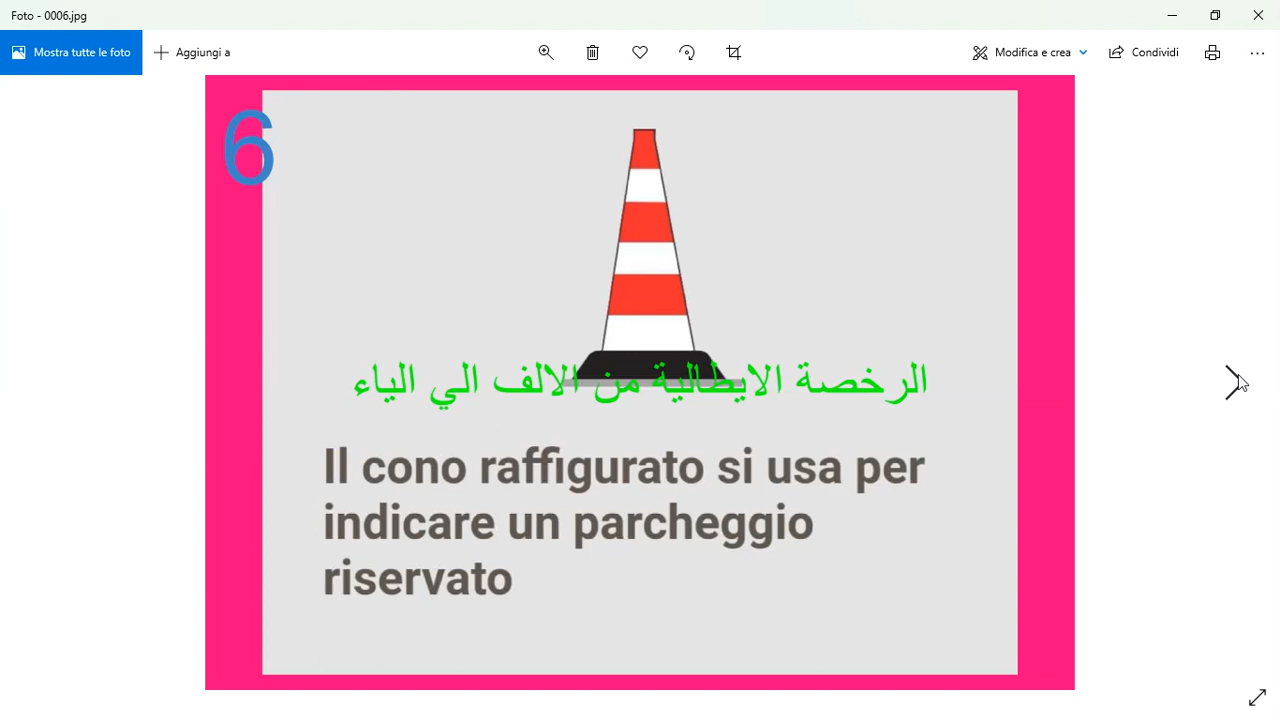 Foto - 0006.jpg
Mostra tutte le foto
Aggiungi a
Modifica e crea
Condividi
6
الرخصة الايطالية من الالف الي الياء
Il cono raffigurato si usa per
indicare un parcheggio
riservato